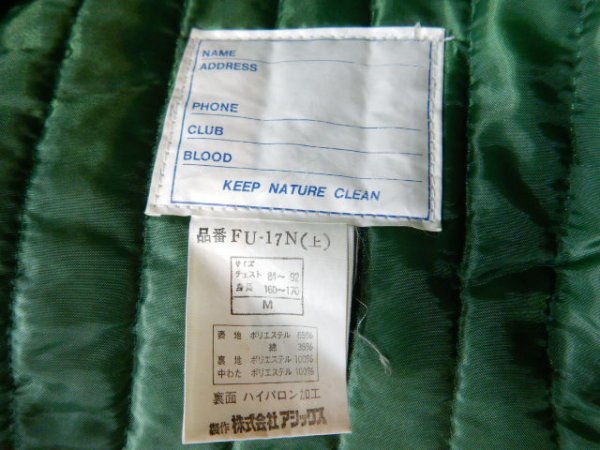 NAME
ADDRESS
PHONE
CLUB
BLOOD
KEEP NATURE CLEAN
品番 FU-17N(上)
サイズ
チェスト 81〜 92
身長 160〜170
M
表 地 ポリエステル 65%
綿 35%
裏 地 ポリエステル 100%
中わた ポリエステル 100%
裏面 ハイパロン加工
製作 株式会社アシックス